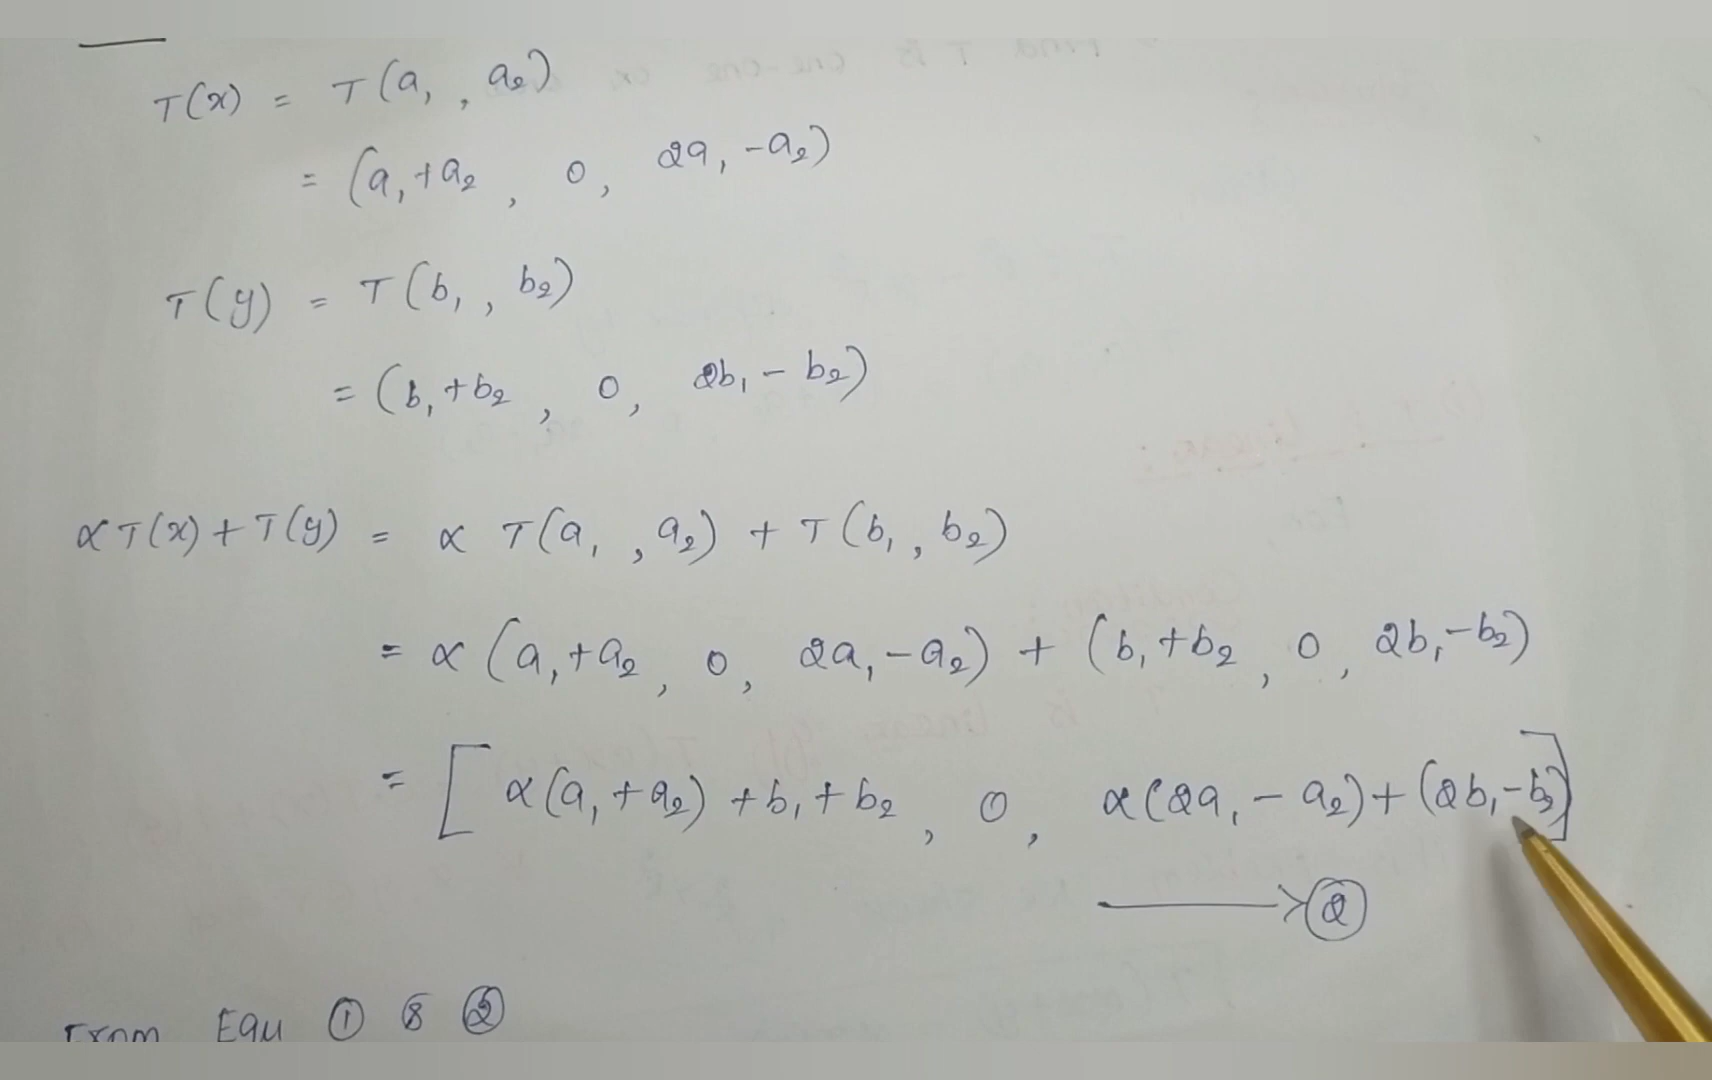 T(x) = T(a₁, a₂)
= (a₁+a₂, 0, 2a₁-a₂)
T(y) = T(b₁, b₂)
= (b₁+b₂, 0, 2b₁-b₂)
∝T(x)+T(y) = ∝ T(a₁, a₂) + T(b₁, b₂)
= ∝(a₁+a₂, 0, 2a₁-a₂) + (b₁+b₂, 0, 2b₁-b₂)
= [∝(a₁+a₂)+b₁+b₂, 0, ∝(2a₁-a₂)+(2b₁-b₂)]
→②
From Equ ① & ②